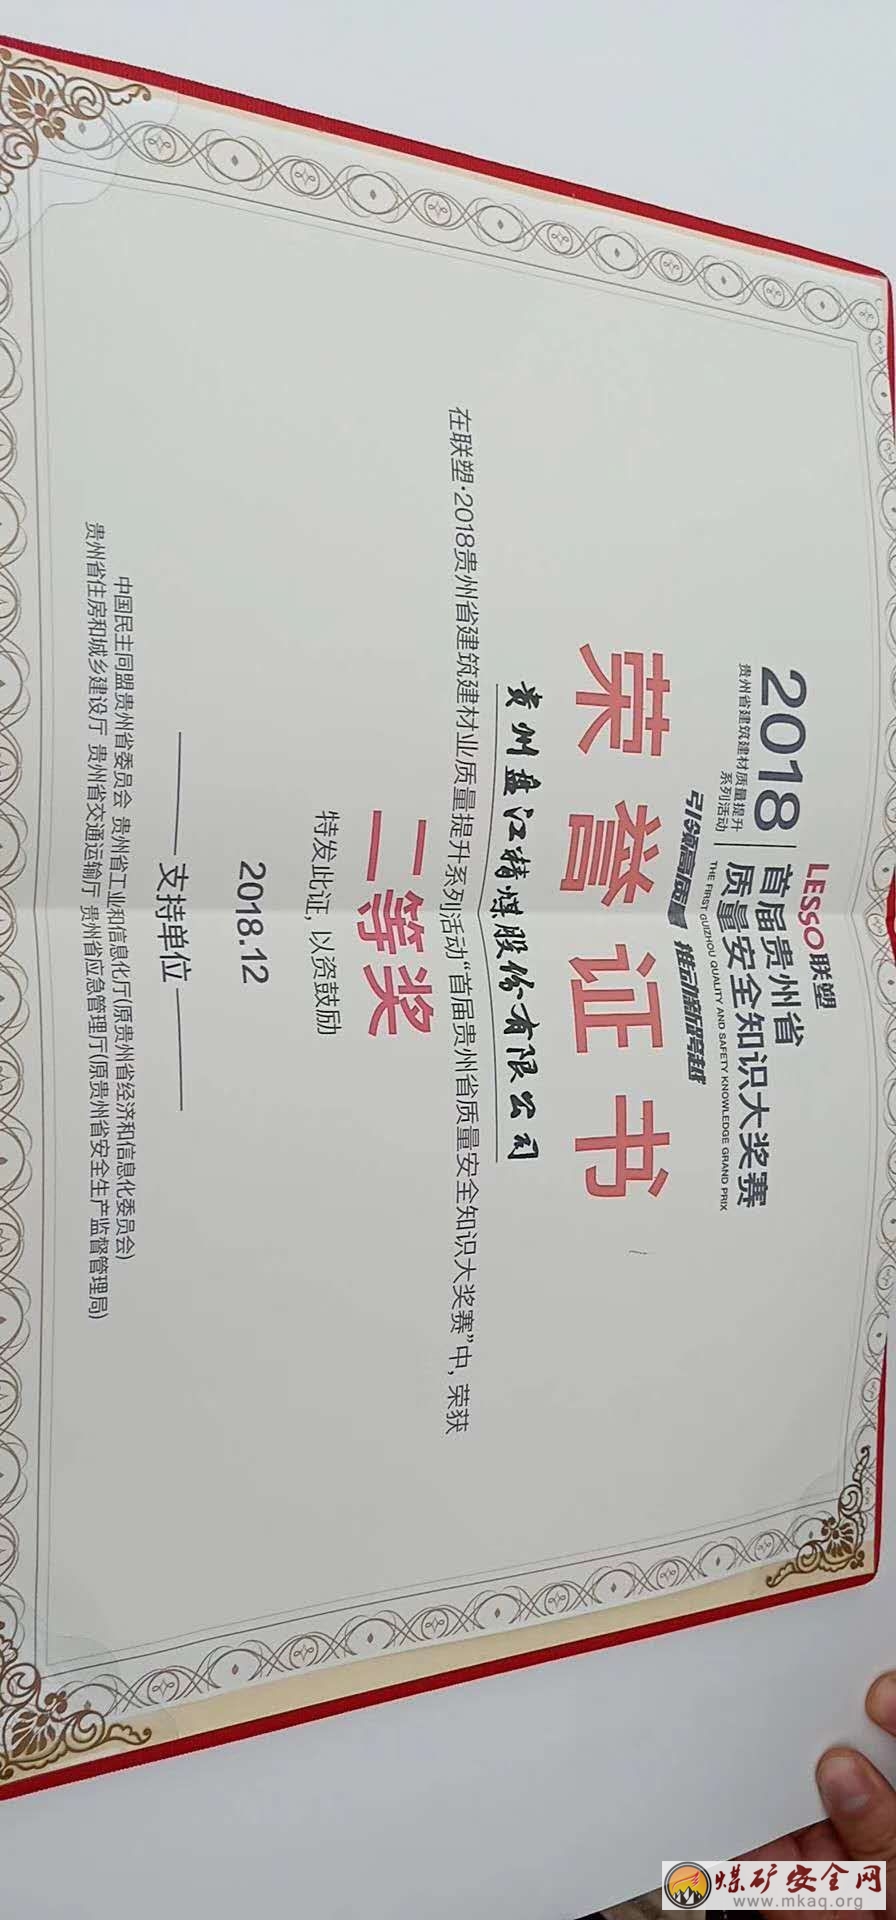 LESSO联塑
2018
贵州省建筑建材质量提升
系列活动
首届贵州省
质量安全知识大奖赛
THE FIRST GUIZHOU QUALITY AND SAFETY KNOWLEDGE GRAND PRIX
引领高质量 推动新跨越
荣誉证书
贵州盘江精煤股份有限公司
在联塑·2018贵州省建筑建材业质量提升系列活动“首届贵州省质量安全知识大奖赛”中,荣获
二等奖
特发此证,以资鼓励
2018.12
支持单位
中国民主同盟贵州省委员会 贵州省工业和信息化厅(原贵州省经济和信息化委员会)
贵州省住房和城乡建设厅 贵州省交通运输厅 贵州省应急管理厅(原贵州省安全生产监督管理局)
煤矿安全网
www.mkaq.org